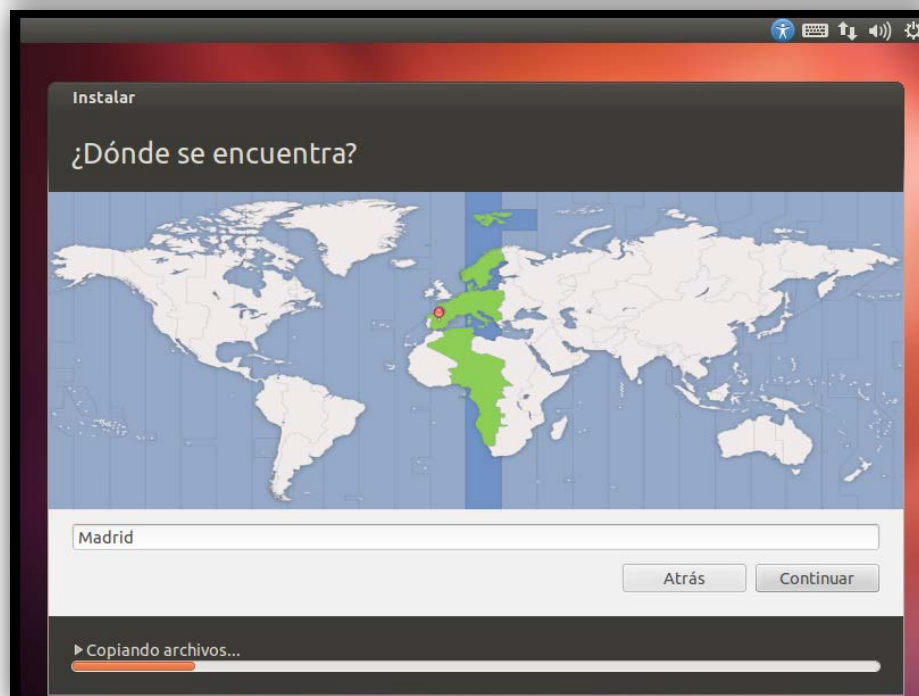 Instalar
¿Dónde se encuentra?
Madrid
Atrás
Continuar
Copiando archivos...